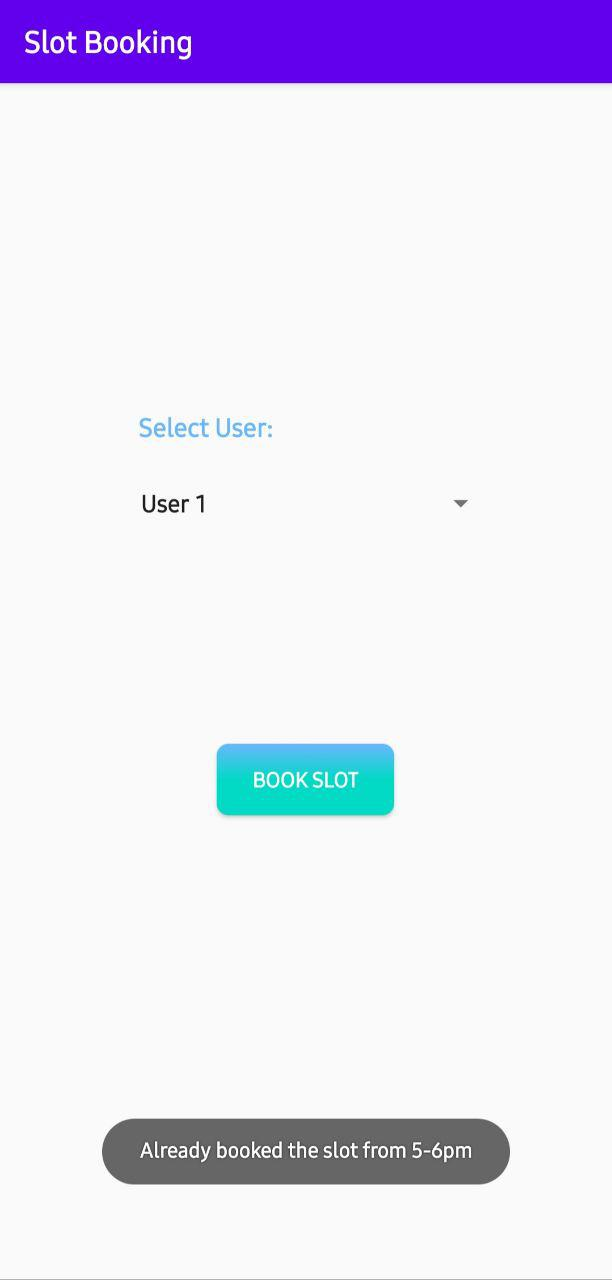 Slot Booking
Select User:
User 1
BOOK SLOT
Already booked the slot from 5-6pm